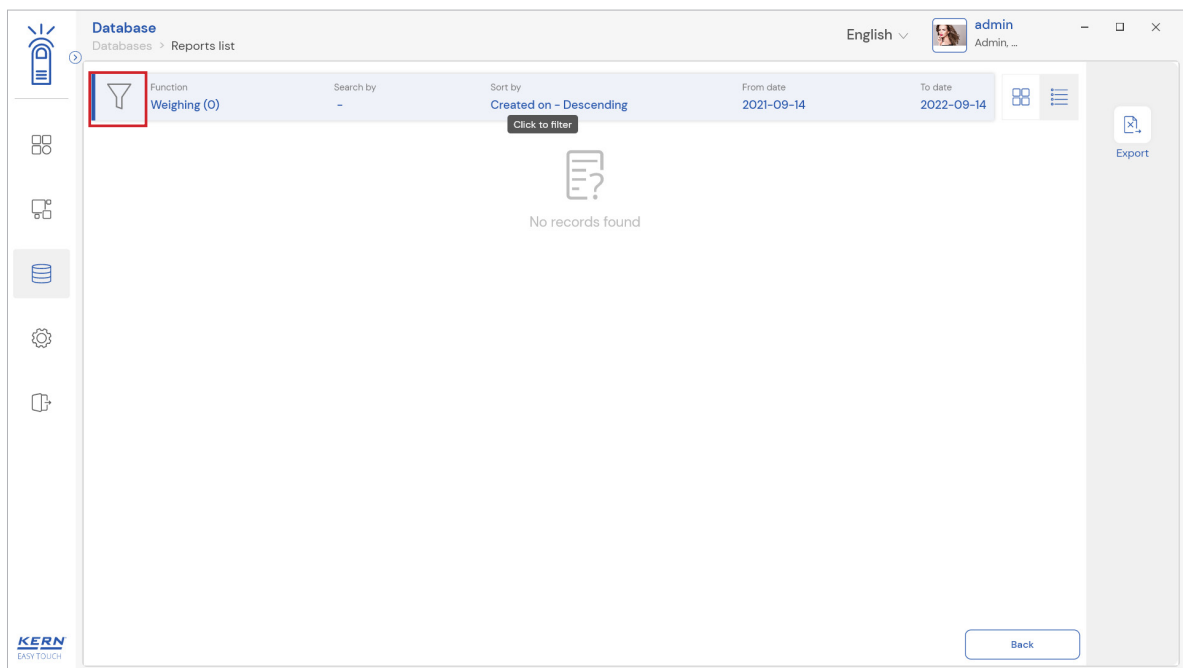 Database
Databases > Reports list
English
admin
Admin, ...
Function
Weighing (0)
Search by
-
Sort by
Created on - Descending
From date
2021-09-14
To date
2022-09-14
Click to filter
Export
No records found
KERN
EASY TOUCH
Back